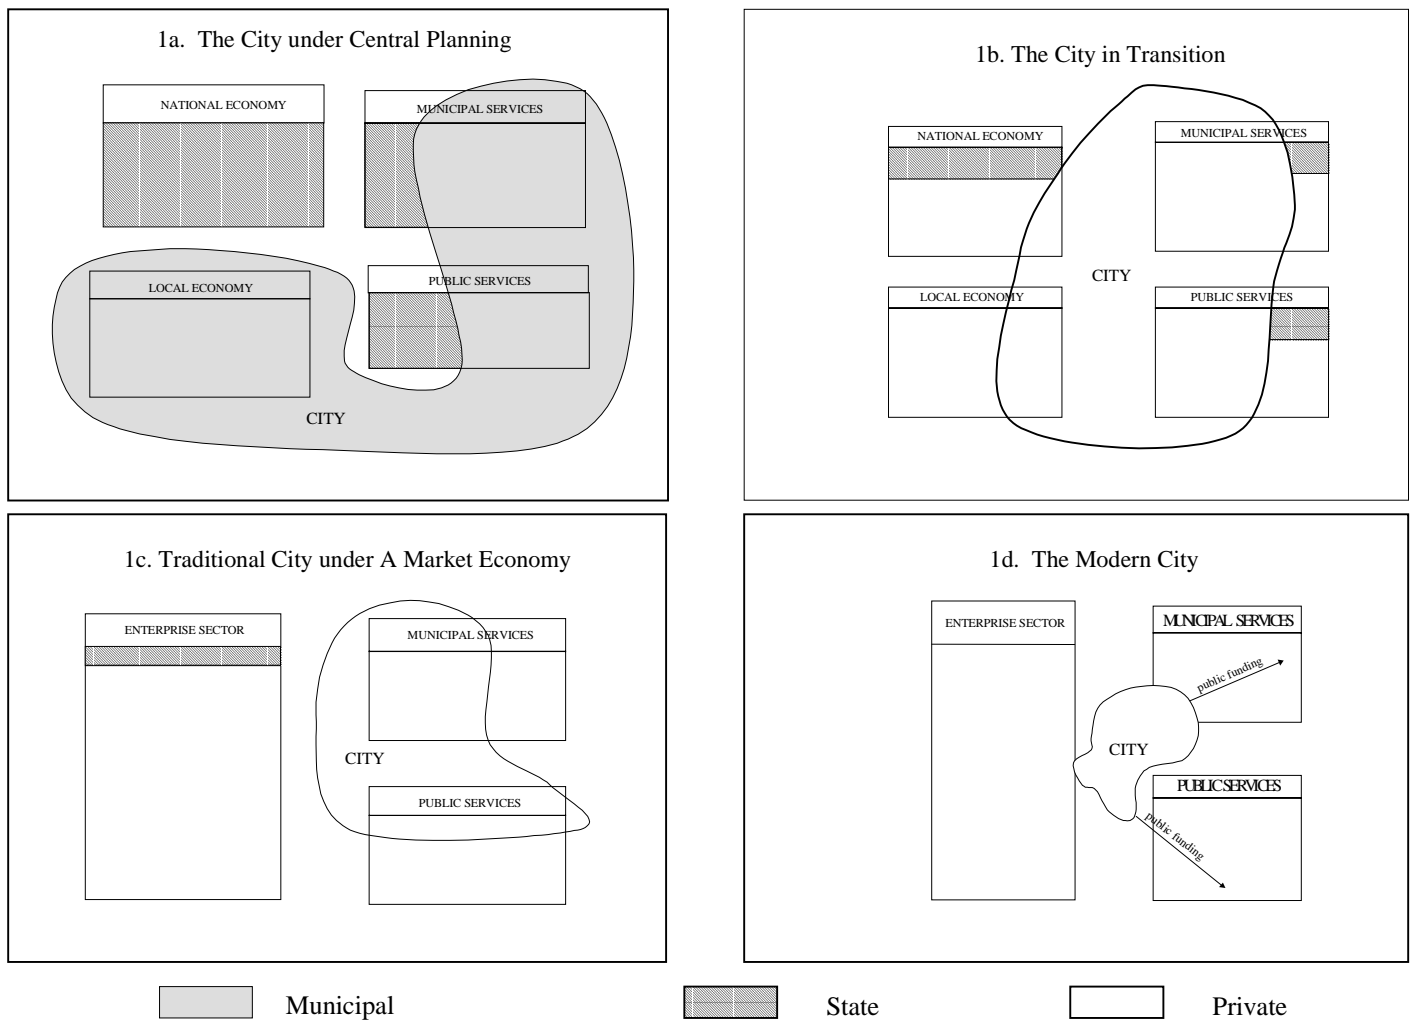 1a. The City under Central Planning
NATIONAL ECONOMY
MUNICIPAL SERVICES
LOCAL ECONOMY
PUBLIC SERVICES
CITY
1b. The City in Transition
NATIONAL ECONOMY
MUNICIPAL SERVICES
CITY
LOCAL ECONOMY
PUBLIC SERVICES
1c. Traditional City under A Market Economy
ENTERPRISE SECTOR
MUNICIPAL SERVICES
CITY
PUBLIC SERVICES
1d. The Modern City
ENTERPRISE SECTOR
MUNICIPAL SERVICES
public funding
CITY
PUBLIC SERVICES
public funding
Municipal
State
Private